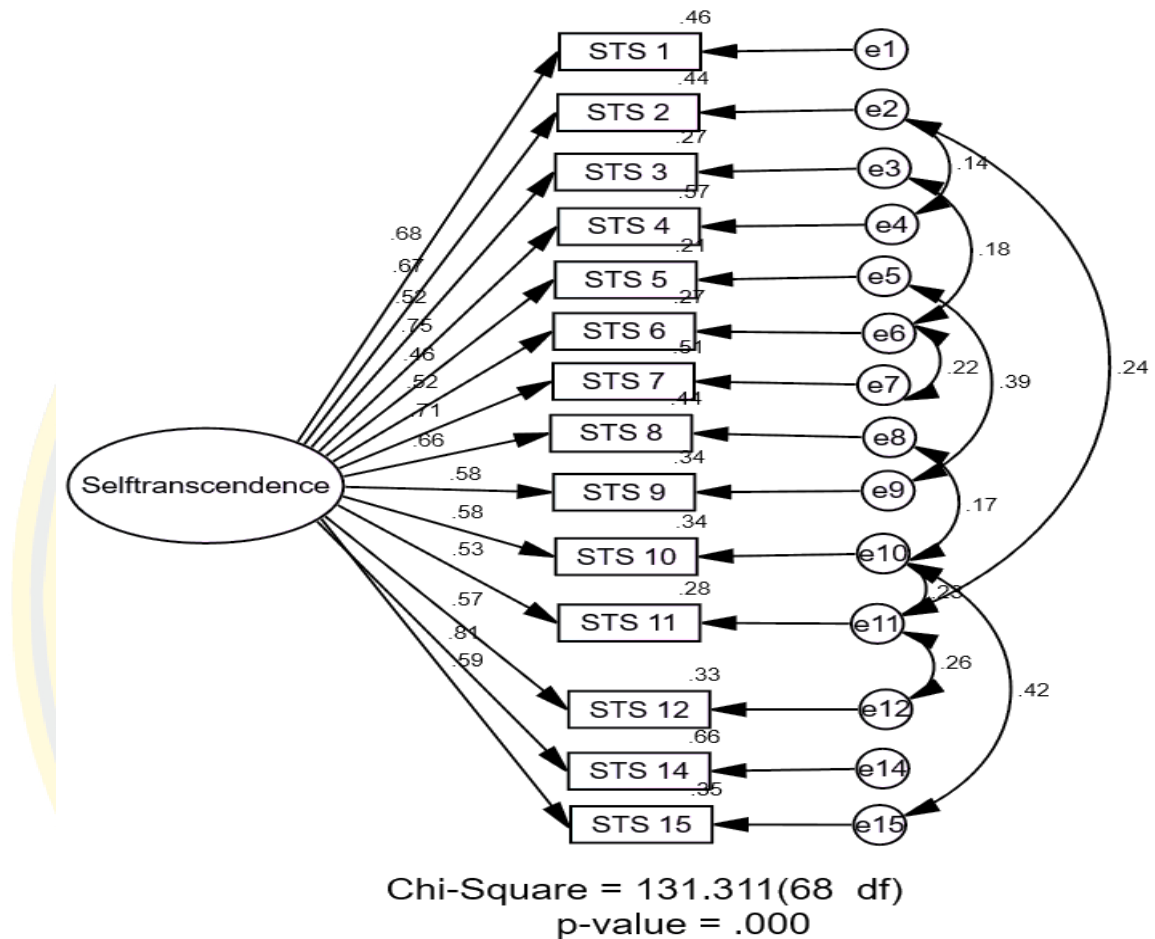 .46
STS 1
e1
.44
STS 2
e2
.27
STS 3
e3
.14
.57
STS 4
e4
.68
.21
.18
.67
STS 5
e5
.52
.27
.75
STS 6
e6
.46
.51
.22
.39
.24
.52
STS 7
e7
.71
.44
.66
STS 8
e8
.34
.58
Selftranscendence
STS 9
e9
.17
.58
.34
.53
STS 10
e10
.28
.57
STS 11
e11
.81
.26
.59
.33
.42
STS 12
e12
.66
STS 14
e14
.35
STS 15
e15
Chi-Square = 131.311(68 df)
p-value = .000